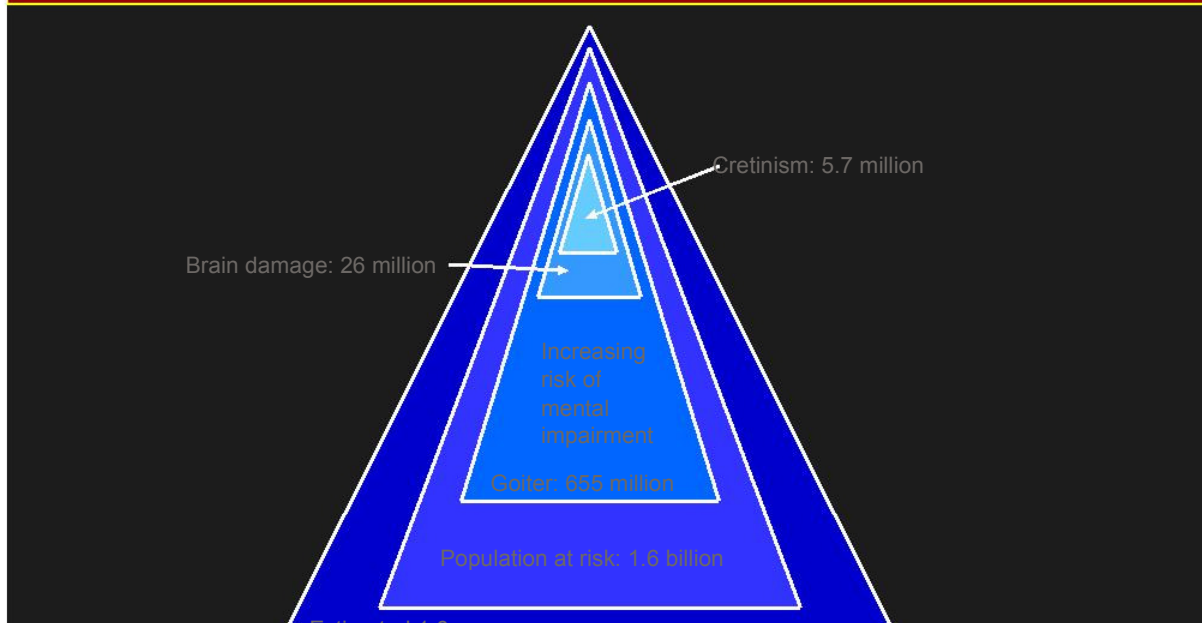 Cretinism: 5.7 million
Brain damage: 26 million
Increasing
risk of
mental
impairment
Goiter: 655 million
Population at risk: 1.6 billion